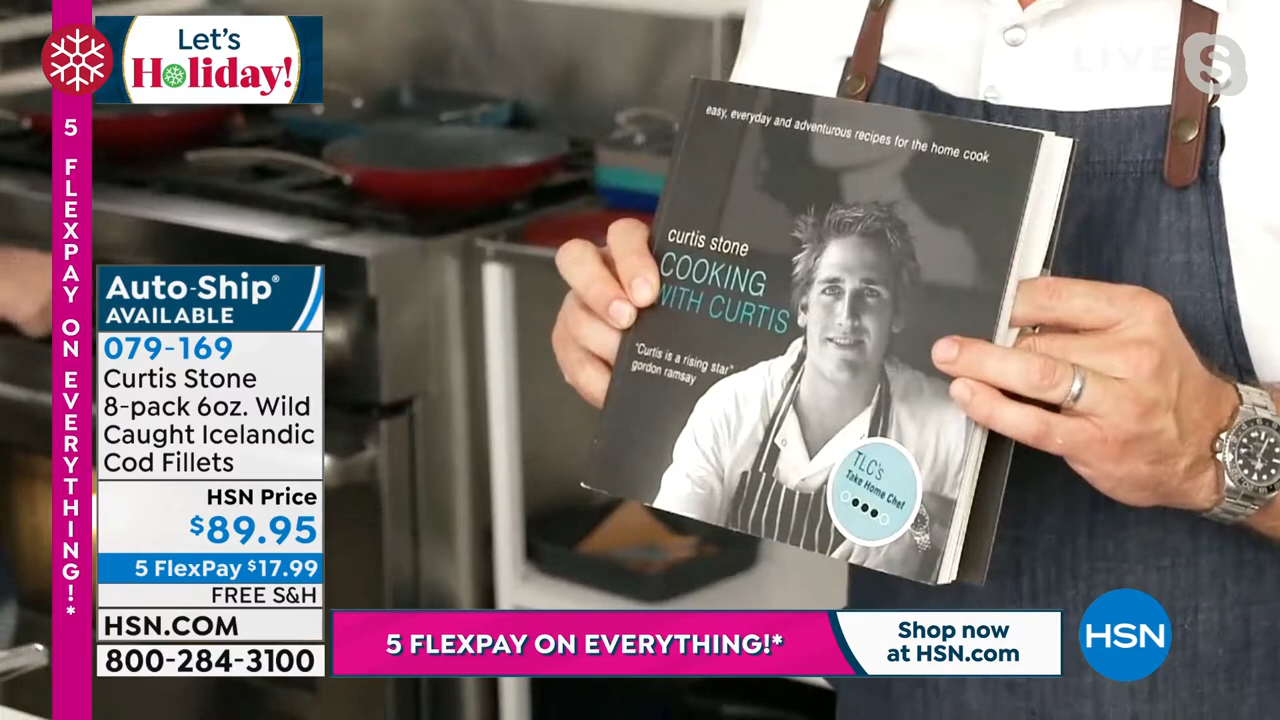 Let's
Holiday!
5 FLEXPAY ON EVERYTHING!*
Auto-Ship®
AVAILABLE
079-169
Curtis Stone
8-pack 6oz. Wild
Caught Icelandic
Cod Fillets
HSN Price
$89.95
5 FlexPay $17.99
FREE S&H
HSN.COM
800-284-3100
easy, everyday and adventurous recipes for the home cook
curtis stone
COOKING
WITH CURTIS
"Curtis is a rising star"
gordon ramsay
TLC's
Take Home Chef
LIVE
S
5 FLEXPAY ON EVERYTHING!*
Shop now
at HSN.com
HSN